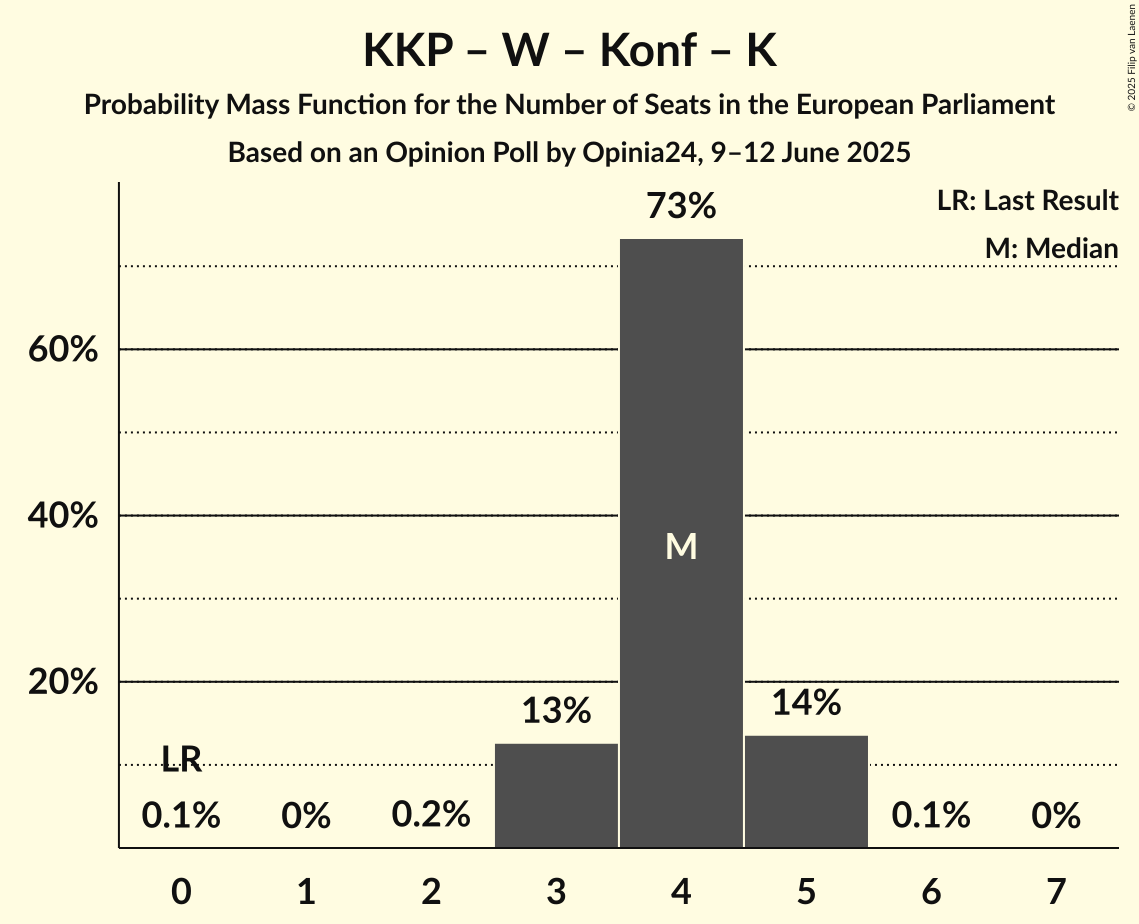 KKP – W – Konf – K
Probability Mass Function for the Number of Seats in the European Parliament
Based on an Opinion Poll by Opinia24, 9–12 June 2025
© 2025 Filip van Laenen
LR: Last Result
M: Median
73%
60%
40%
M
20%
13%
14%
LR
0.1%
0%
0.2%
0.1%
0%
0
1
2
3
4
5
6
7